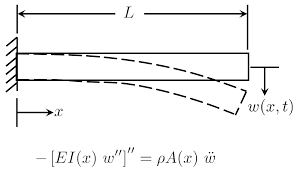 L
x
w(x, t)
− [EI(x) w′′]′′ = ρA(x) ẅ